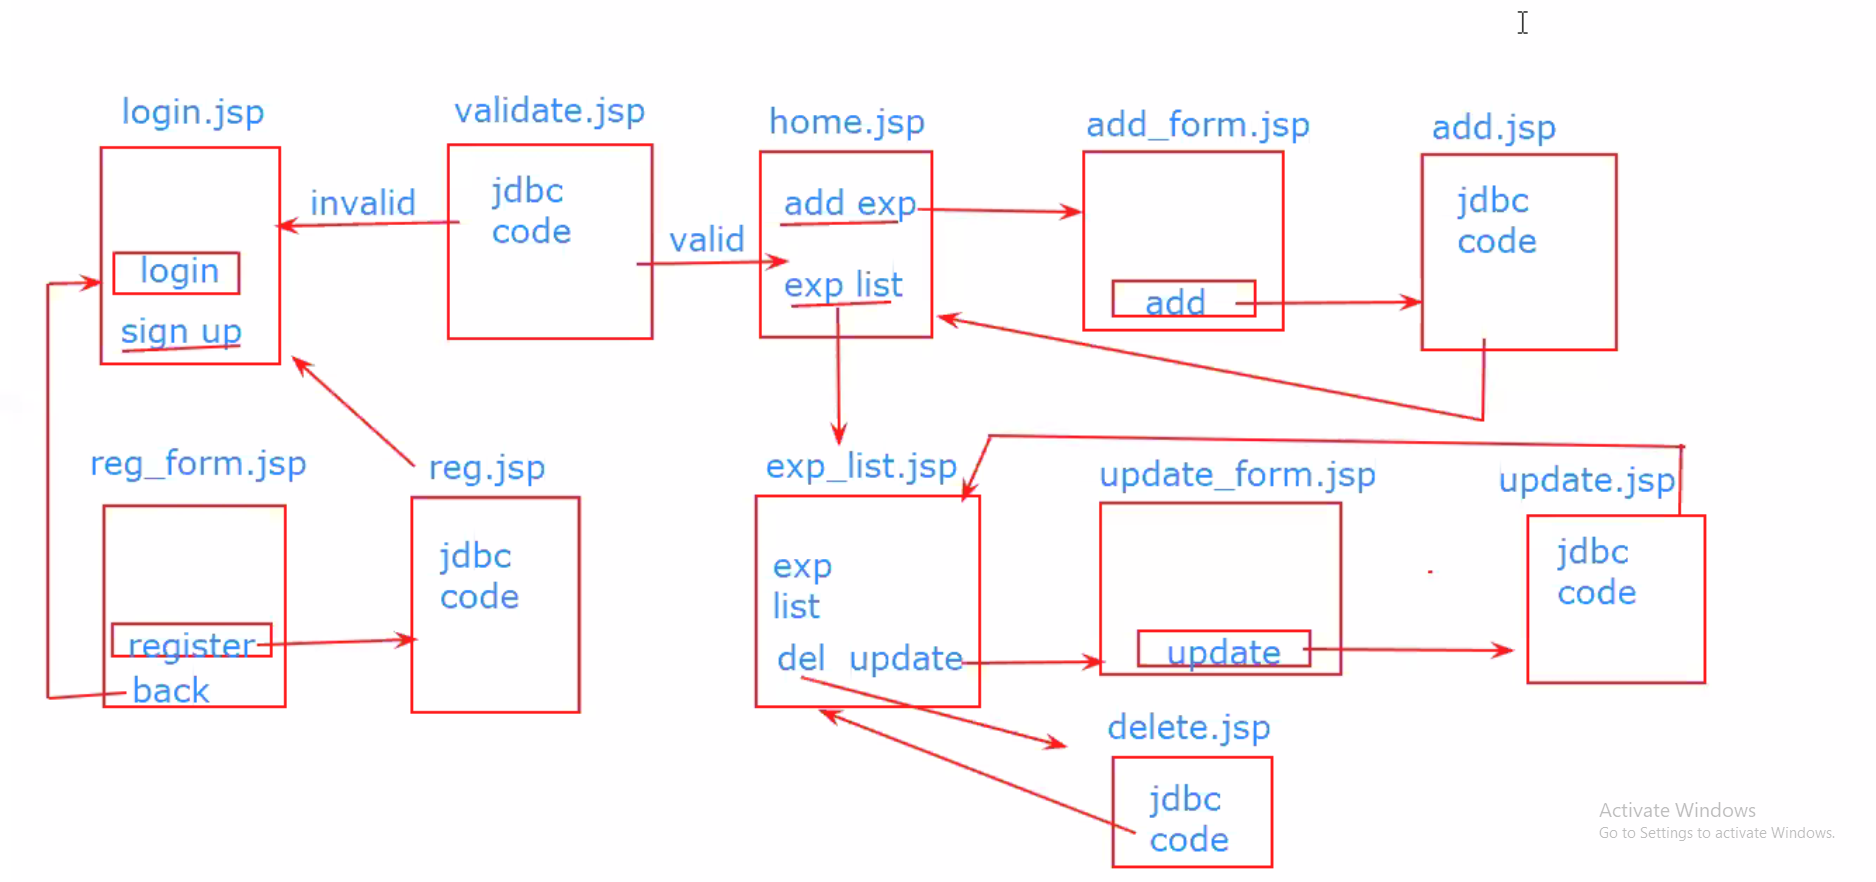 login.jsp
validate.jsp
home.jsp
add_form.jsp
add.jsp
invalid
jdbc
code
valid
add exp
exp list
jdbc
code
login
sign up
add
reg_form.jsp
reg.jsp
exp_list.jsp
update_form.jsp
update.jsp
register
back
jdbc
code
exp
list
del update
update
jdbc
code
delete.jsp
jdbc
code
Activate Windows
Go to Settings to activate Windows.